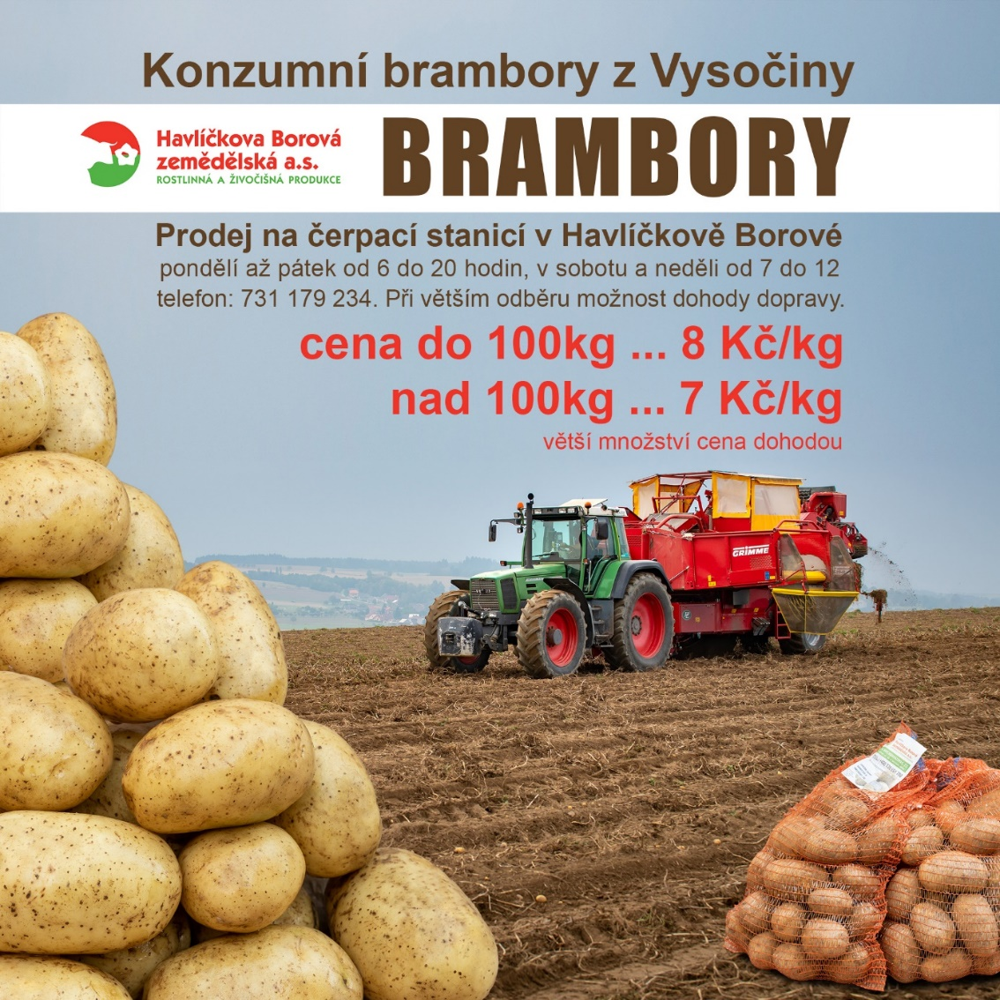 Konzumní brambory z Vysočiny
Havlíčkova Borová
zemědělská a.s.
ROSTLINNÁ A ŽIVOČIŠNÁ PRODUKCE
BRAMBORY
Prodej na čerpací stanicí v Havlíčkově Borové
pondělí až pátek od 6 do 20 hodin, v sobotu a neděli od 7 do 12
telefon: 731 179 234. Při větším odběru možnost dohody dopravy.
cena do 100kg ... 8 Kč/kg
nad 100kg ... 7 Kč/kg
větší množství cena dohodou
GRIMME